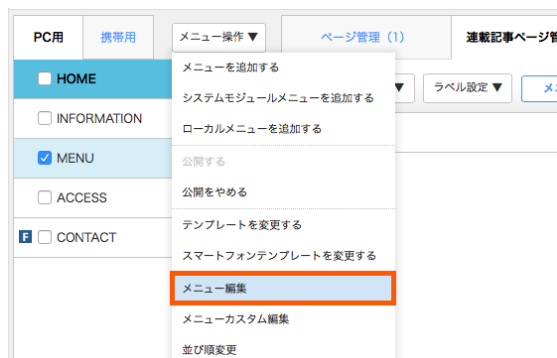 PC用
携帯用
メニュー操作 ▼
ページ管理（1）
連載記事ページ管
HOME
▼
ラベル設定 ▼
INFORMATION
MENU
ACCESS
F
CONTACT
メニューを追加する
システムモジュールメニューを追加する
ローカルメニューを追加する
公開する
公開をやめる
テンプレートを変更する
スマートフォンテンプレートを変更する
メニュー編集
メニューカスタム編集
並び順変更